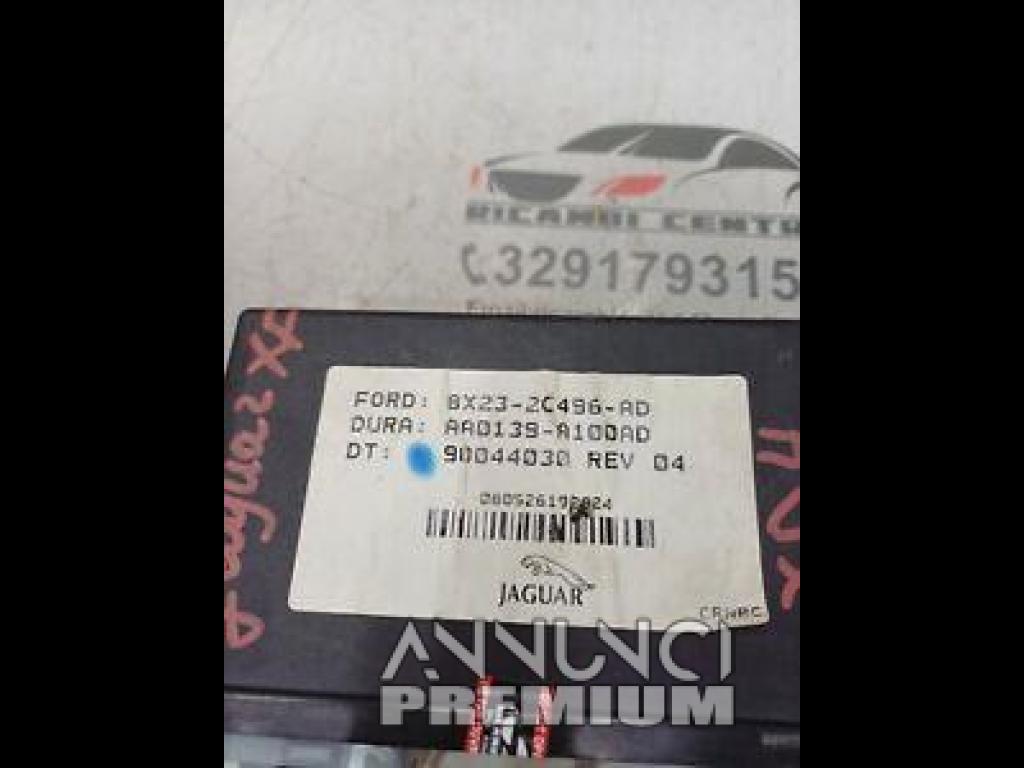 RICAMBI CENTR
329179315
Jaguar XF
FORD: 8X23-2C496-AD
DURA: AA0139-A100AD
DT: 90044030 REV 04
JAGUAR
ANNUNCI
PREMIUM